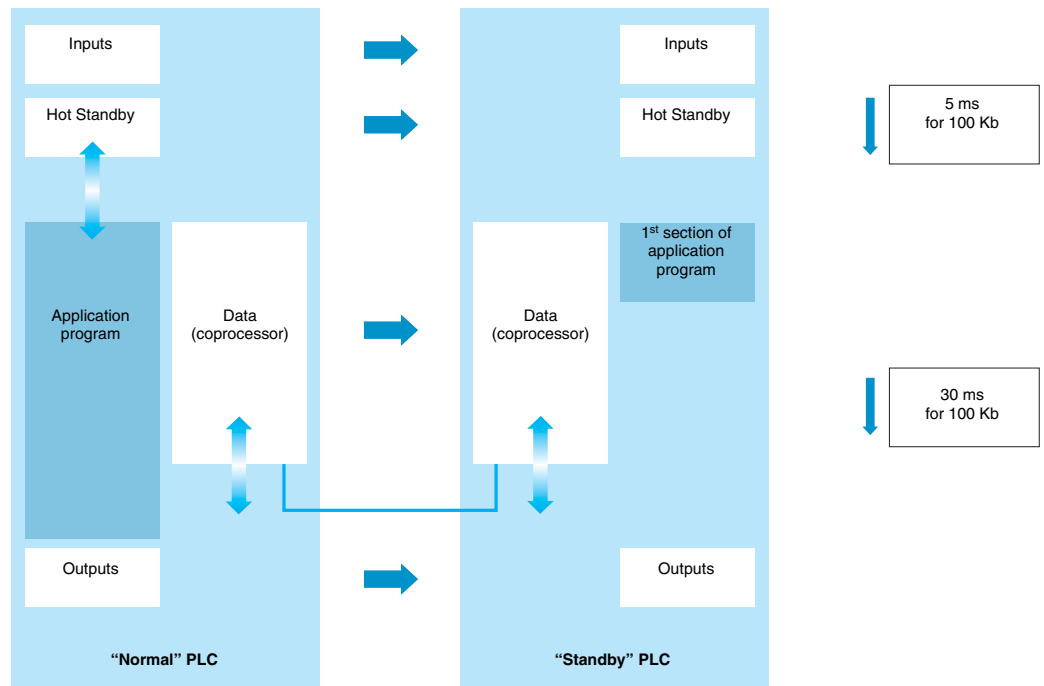 Inputs
Inputs
Hot Standby
Hot Standby
5 ms
for 100 Kb
1st section of
application
program
Application
program
Data
(coprocessor)
Data
(coprocessor)
30 ms
for 100 Kb
Outputs
Outputs
“Normal” PLC
“Standby” PLC